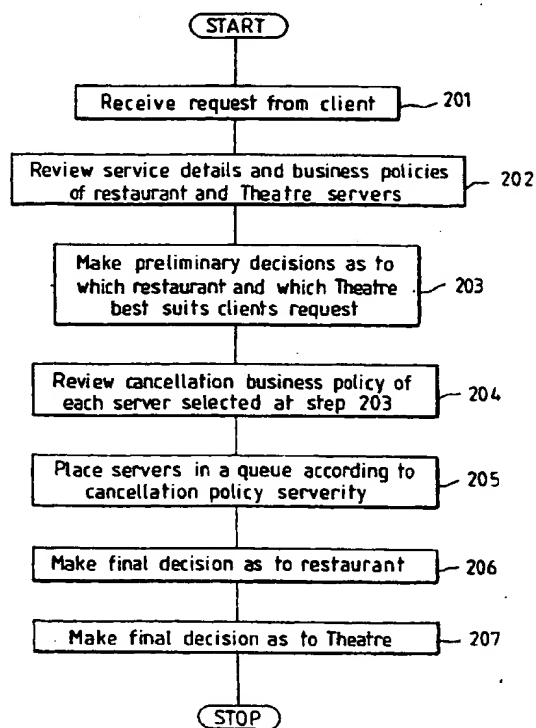 START
Receive request from client
201
Review service details and business policies
of restaurant and Theatre servers
202
Make preliminary decisions as to
which restaurant and which Theatre
best suits clients request
203
Review cancellation business policy of
each server selected at step 203
204
Place servers in a queue according to
cancellation policy serverity
205
Make final decision as to restaurant
206
Make final decision as to Theatre
207
STOP